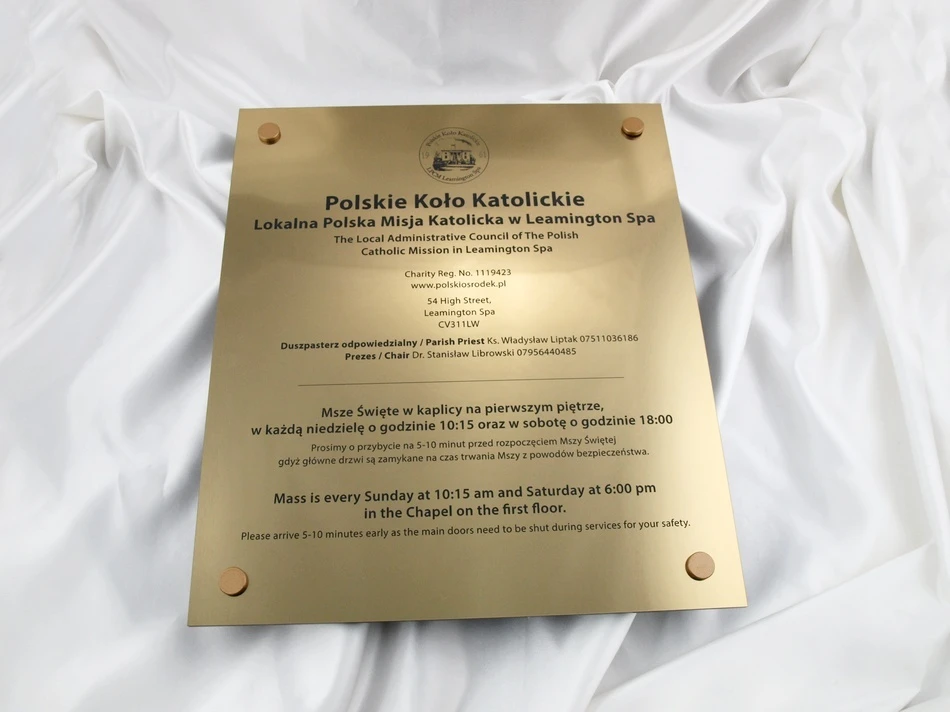 Polskie Koło Katolickie
LPCM Leamington Spa
Polskie Koło Katolickie
Lokalna Polska Misja Katolicka w Leamington Spa
The Local Administrative Council of The Polish
Catholic Mission in Leamington Spa
Charity Reg. No. 1119423
www.polskiosrodek.pl
54 High Street,
Leamington Spa
CV311LW
Duszpasterz odpowiedzialny / Parish Priest Ks. Władysław Liptak 07511036186
Prezes / Chair Dr. Stanisław Librowski 07956440485
Msze Święte w kaplicy na pierwszym piętrze,
w każdą niedzielę o godzinie 10:15 oraz w sobotę o godzinie 18:00
Prosimy o przybycie na 5-10 minut przed rozpoczęciem Mszy Świętej
gdyż główne drzwi są zamykane na czas trwania Mszy z powodów bezpieczeństwa.
Mass is every Sunday at 10:15 am and Saturday at 6:00 pm
in the Chapel on the first floor.
Please arrive 5-10 minutes early as the main doors need to be shut during services for your safety.